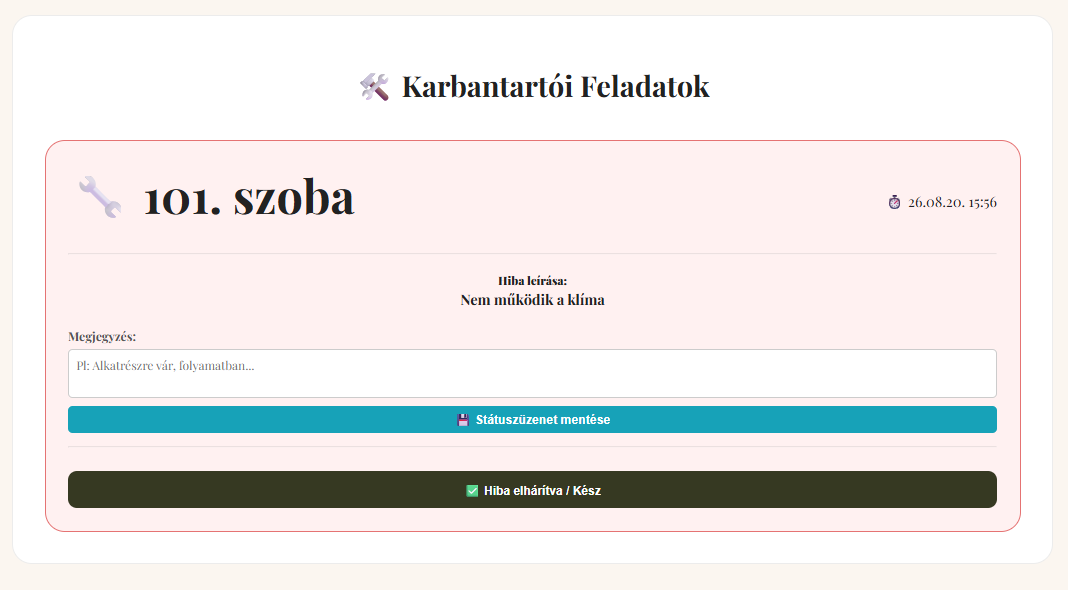 Karbantartói Feladatok
101. szoba
26.08.20. 15:56
Hiba leírása:
Nem működik a klíma
Megjegyzés:
Pl: Alkatrészre vár, folyamatban...
Státuszüzenet mentése
Hiba elhárítva / Kész